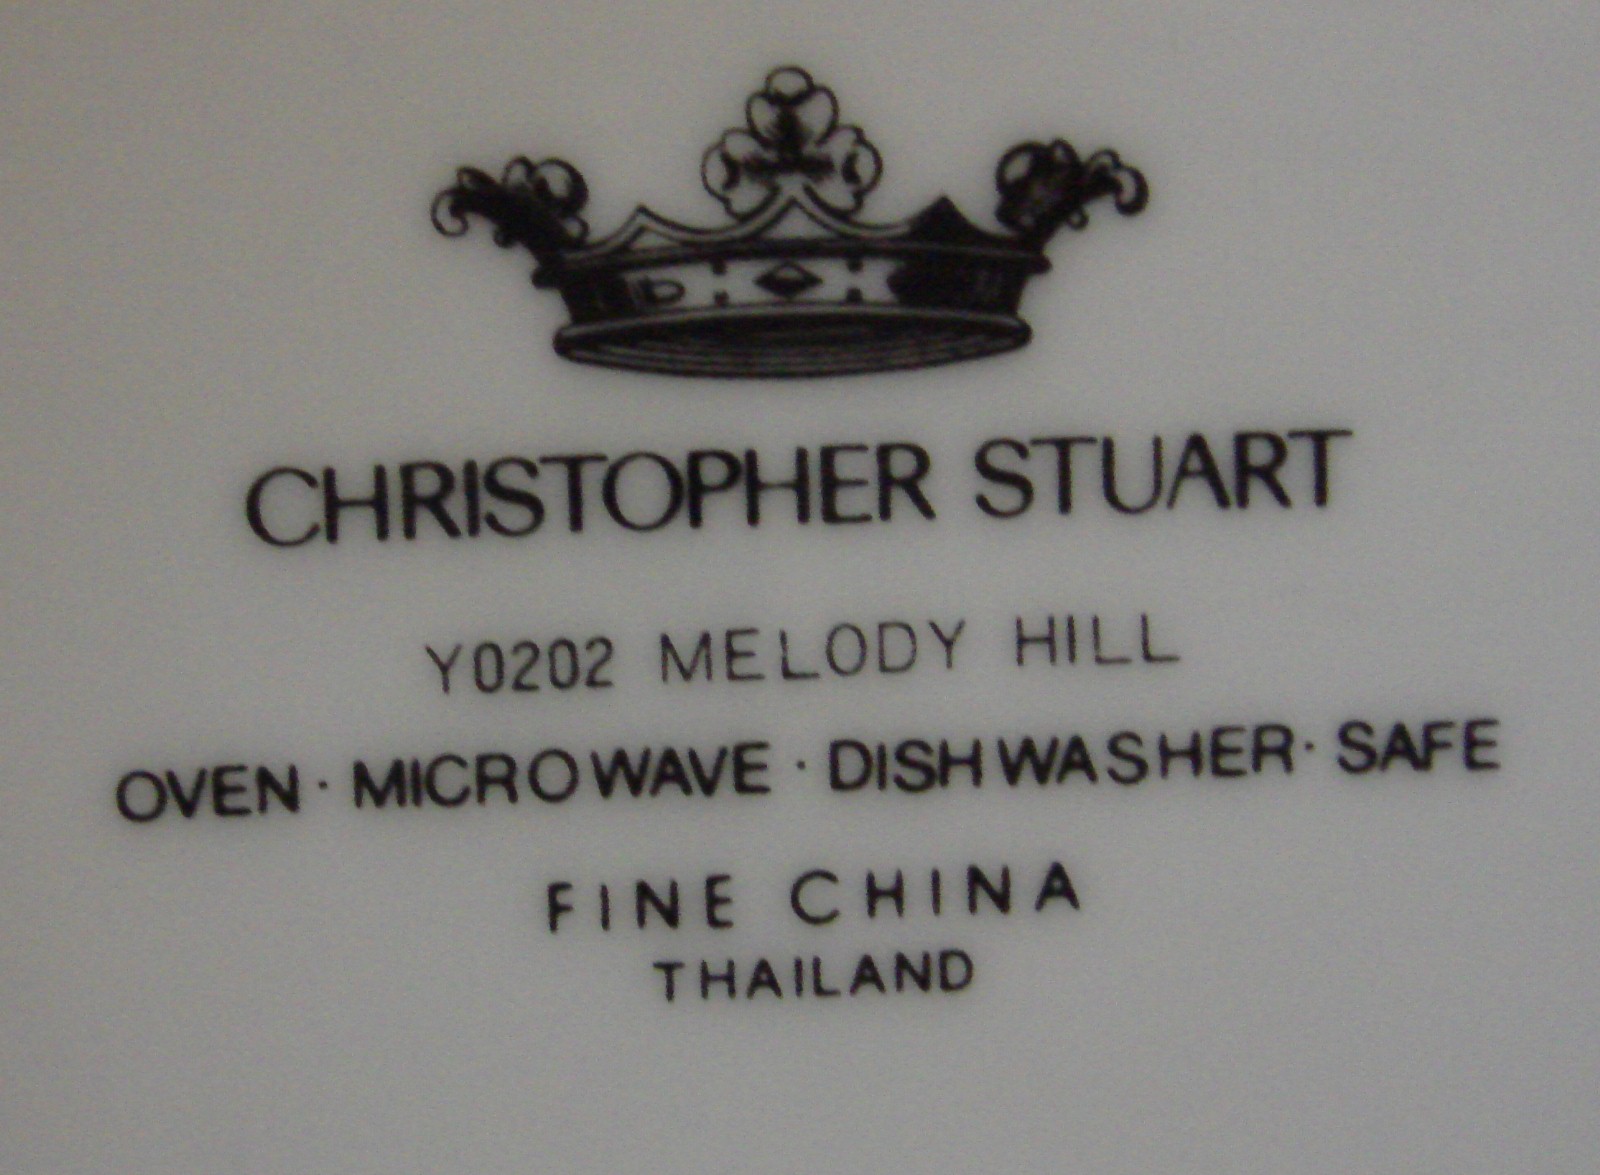 CHRISTOPHER STUART
Y0202 MELODY HILL
OVEN · MICROWAVE · DISHWASHER · SAFE
FINE CHINA
THAILAND